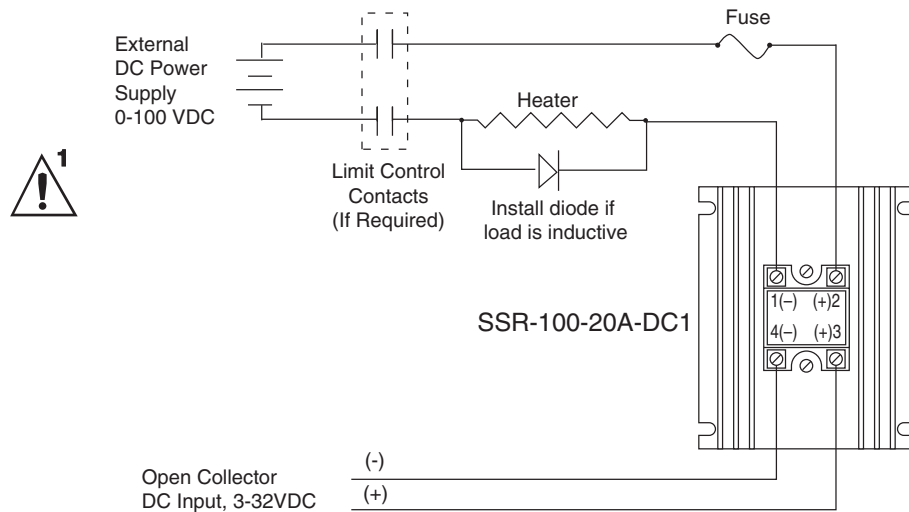 Fuse
External
DC Power
Supply
0-100 VDC
Heater
1
Limit Control
Contacts
(If Required)
Install diode if
load is inductive
SSR-100-20A-DC1
1(–) (+)2
4(–) (+)3
(-)
Open Collector
DC Input, 3-32VDC
(+)